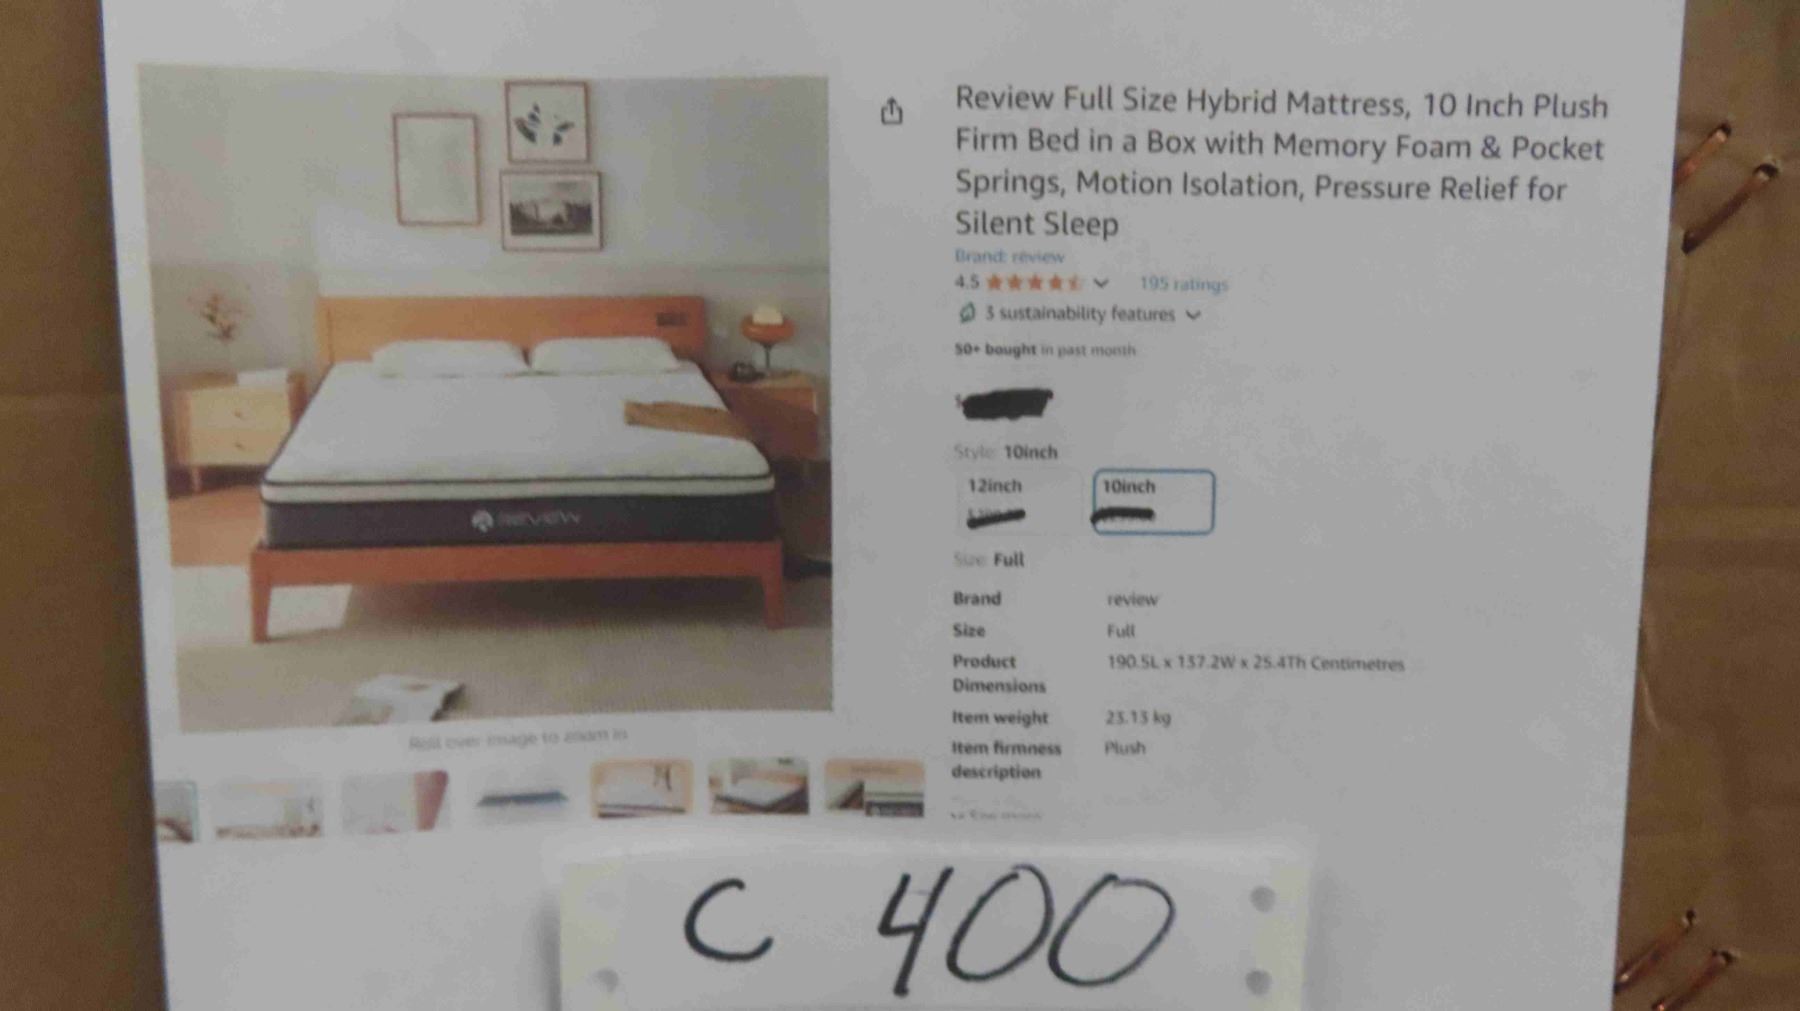 Review Full Size Hybrid Mattress, 10 Inch Plush
Firm Bed in a Box with Memory Foam & Pocket
Springs, Motion Isolation, Pressure Relief for
Silent Sleep
Brand: review
4.5 195 ratings
3 sustainability features
50+ bought in past month
$
Style: 10inch
12inch 10inch
Size: Full
Brand review
Size Full
Product 190.5L x 137.2W x 25.4Th Centimetres
Dimensions
Item weight 23.13 kg
Item firmness Plush
description
REVIEW
Roll over image to zoom in
C 400